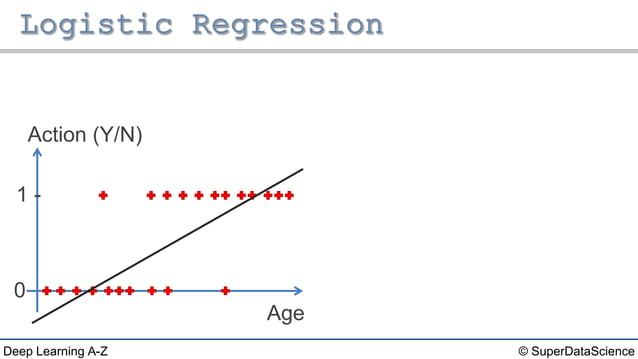 Logistic Regression
Action (Y/N)
1
0
Age
Deep Learning A-Z
© SuperDataScience